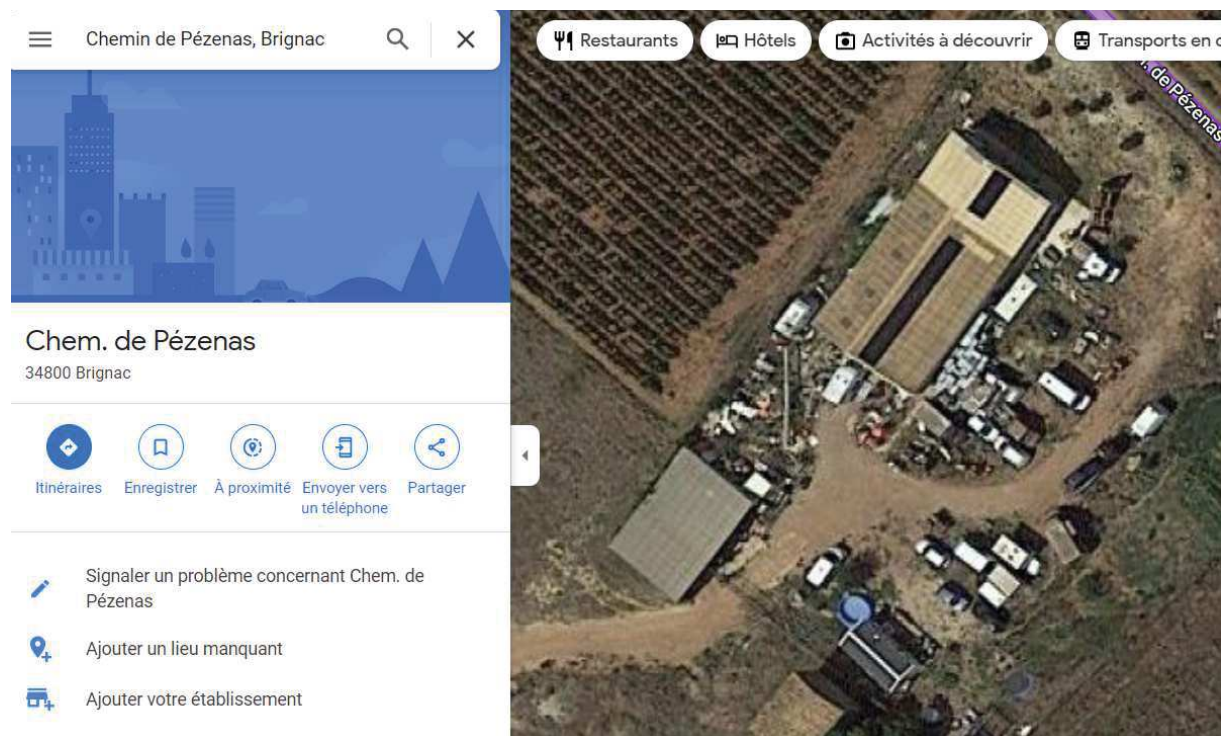 Chemin de Pézenas, Brignac
Restaurants
Hôtels
Activités à découvrir
Transports en c
. de Pézenas
Chem. de Pézenas
34800 Brignac
Itinéraires
Enregistrer
À proximité
Envoyer vers
un téléphone
Partager
Signaler un problème concernant Chem. de
Pézenas
Ajouter un lieu manquant
Ajouter votre établissement